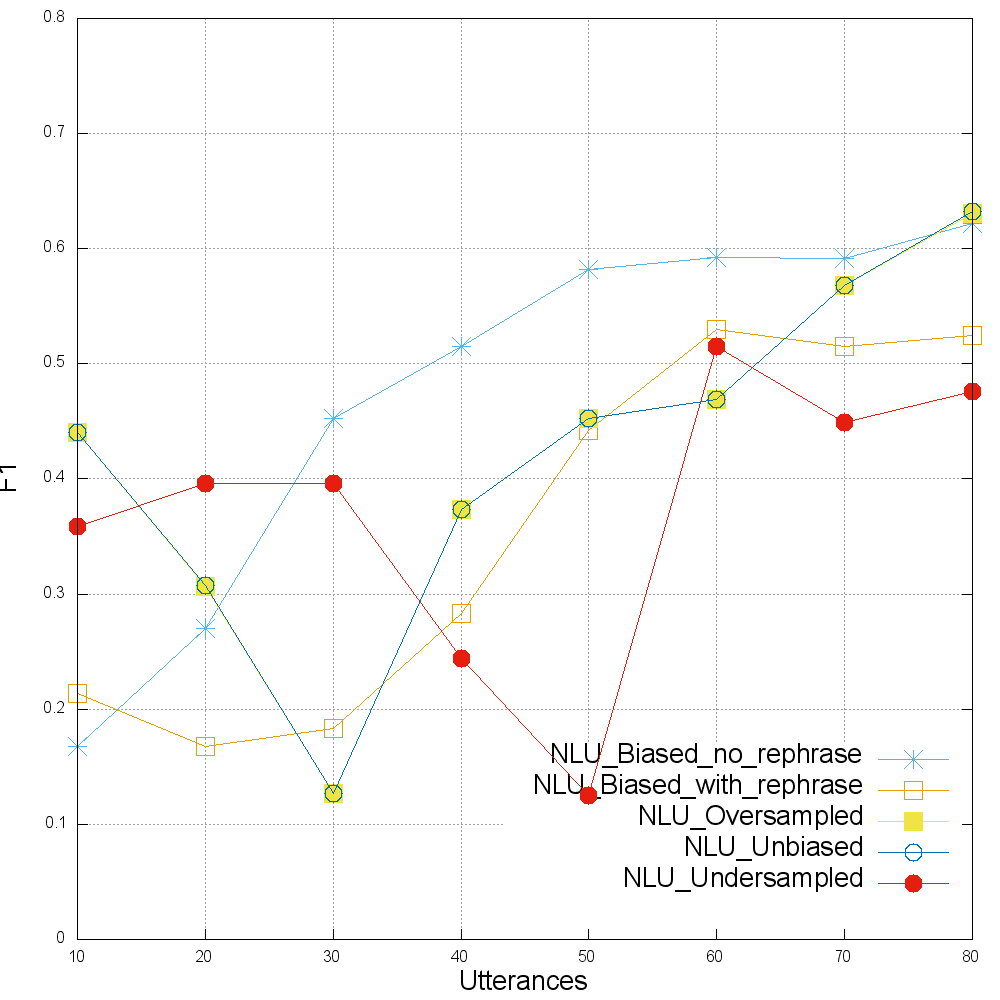 0.8
0.7
0.6
0.5
0.4
0.3
0.2
0.1
0
F1
NLU_Biased_no_rephrase
NLU_Biased_with_rephrase
NLU_Oversampled
NLU_Unbiased
NLU_Undersampled
10 20 30 40 50 60 70 80
Utterances